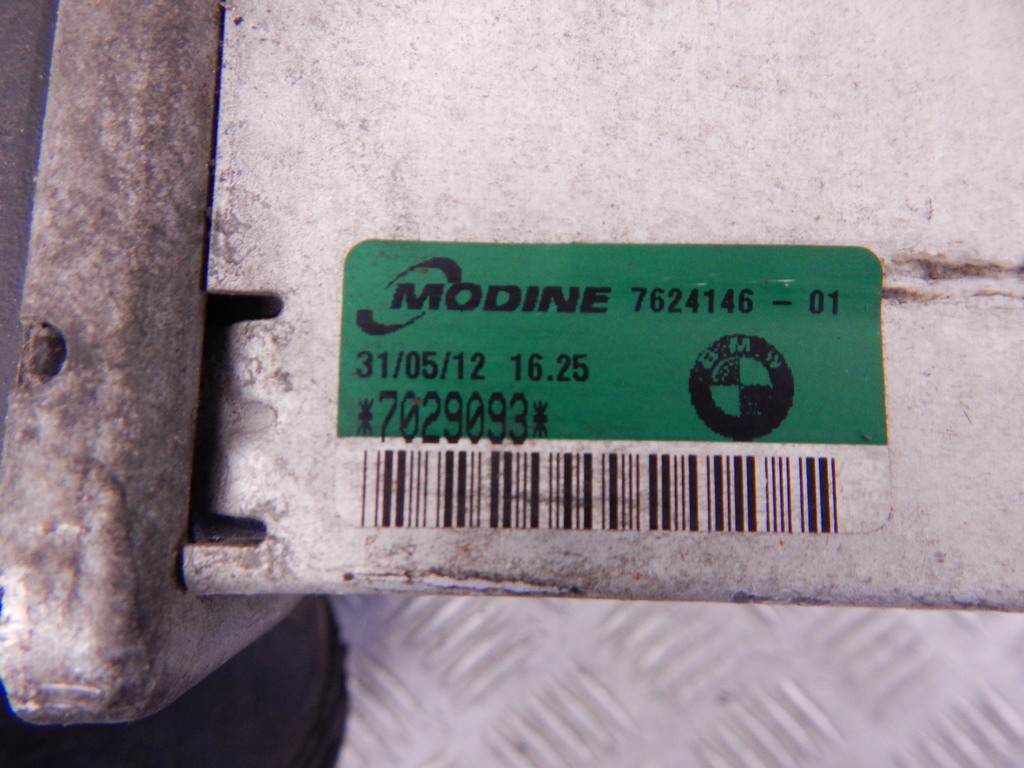 MODINE 7624146 - 01
31/05/12 16.25
BMW
*7029093*